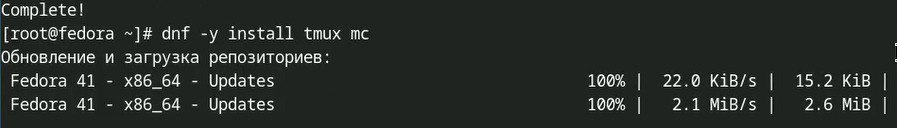 Complete!
[root@fedora ~]# dnf -y install tmux mc
Обновление и загрузка репозиториев:
Fedora 41 - x86_64 - Updates 100% | 22.0 KiB/s | 15.2 KiB |
Fedora 41 - x86_64 - Updates 100% | 2.1 MiB/s | 2.6 MiB |